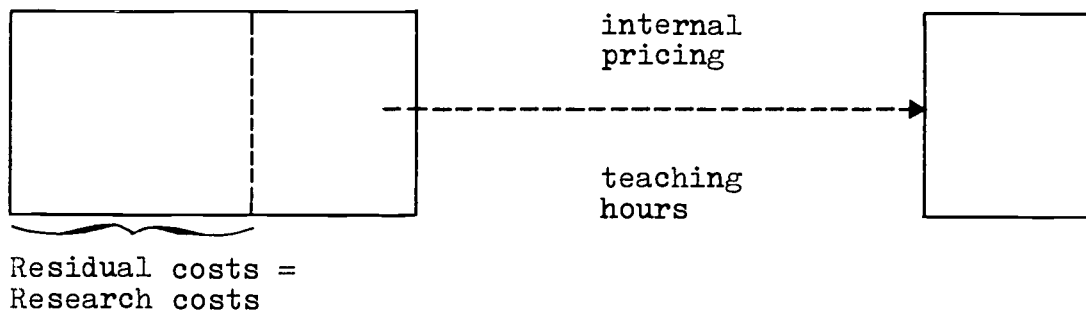 internal
pricing
teaching
hours
Residual costs =
Research costs